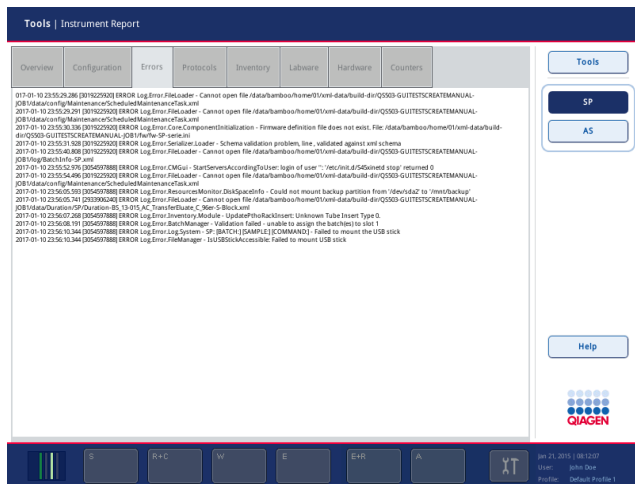 Tools | Instrument Report
Overview Configuration Errors Protocols Inventory Labware Hardware Counters
017-01-10 23:55:29.286 [3019225920] ERROR Log.Error.FileLoader - Cannot open file /data/bamboo/home/01/xml-data/build-dir/QS503-GUITESTSCREATEMANUAL-
JOB1/data/config/Maintenance/ScheduledMaintenanceTask.xml
2017-01-10 23:55:29.291 [3019225920] ERROR Log.Error.FileLoader - Cannot open file /data/bamboo/home/01/xml-data/build-dir/QS503-GUITESTSCREATEMANUAL-
JOB1/data/config/Maintenance/ScheduledMaintenanceTask.xml
2017-01-10 23:55:30.336 [3019225920] ERROR Log.Error.Core.ComponentInitialization - Firmware definition file does not exist. File: /data/bamboo/home/01/xml-data/build-
dir/QS503-GUITESTSCREATEMANUAL-JOB1/fw/fw-SP-serie.ini
2017-01-10 23:55:31.928 [3019225920] ERROR Log.Error.Serializer.Loader - Schema validation problem, line , validated against xml schema
2017-01-10 23:55:40.808 [3019225920] ERROR Log.Error.FileLoader - Cannot open file /data/bamboo/home/01/xml-data/build-dir/QS503-GUITESTSCREATEMANUAL-
JOB1/log/BatchInfo-SP.xml
2017-01-10 23:55:52.976 [3054597888] ERROR Log.Error.CMGui - StartServersAccordingToUser: login of user '': '/etc/init.d/S45xinetd stop' returned 0
2017-01-10 23:55:54.496 [3019225920] ERROR Log.Error.FileLoader - Cannot open file /data/bamboo/home/01/xml-data/build-dir/QS503-GUITESTSCREATEMANUAL-
JOB1/data/config/Maintenance/ScheduledMaintenanceTask.xml
2017-01-10 23:56:05.593 [3054597888] ERROR Log.Error.ResourcesMonitor.DiskSpaceInfo - Could not mount backup partition from '/dev/sda2' to '/mnt/backup'
2017-01-10 23:56:05.741 [2933906240] ERROR Log.Error.FileLoader - Cannot open file /data/bamboo/home/01/xml-data/build-dir/QS503-GUITESTSCREATEMANUAL-
JOB1/data/Duration/SP/Duration-BS_13-015_AC_TransferEluate_C_96er-S-Block.xml
2017-01-10 23:56:07.268 [3054597888] ERROR Log.Error.Inventory.Module - UpdatePthoRackInsert: Unknown Tube Insert Type 0.
2017-01-10 23:56:08.191 [3054597888] ERROR Log.Error.BatchManager - Validation failed - unable to assign the batch(es) to slot 1
2017-01-10 23:56:10.344 [3054597888] ERROR Log.Error.Log.System - SP: [BATCH:] [SAMPLE:] [COMMAND:] - Failed to mount the USB stick
2017-01-10 23:56:10.344 [3054597888] ERROR Log.Error.FileManager - IsUSBStickAccessible: Failed to mount USB stick
Tools
SP
AS
Help
QIAGEN
S R+C W E E+R A
Jan 21, 2015 | 08:12:07
User: John Doe
Profile: Default Profile 1